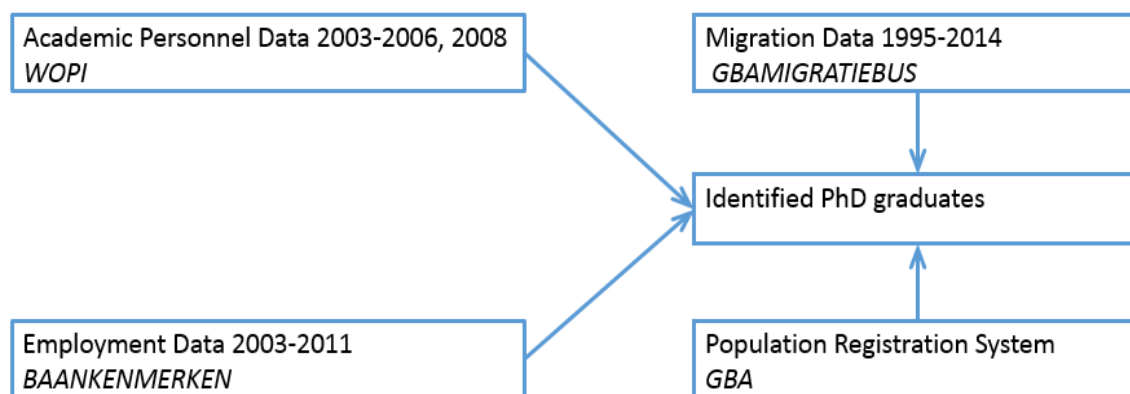 Academic Personnel Data 2003-2006, 2008
WOPI
Migration Data 1995-2014
GBAMIGRATIEBUS
Identified PhD graduates
Employment Data 2003-2011
BAANKENMERKEN
Population Registration System
GBA